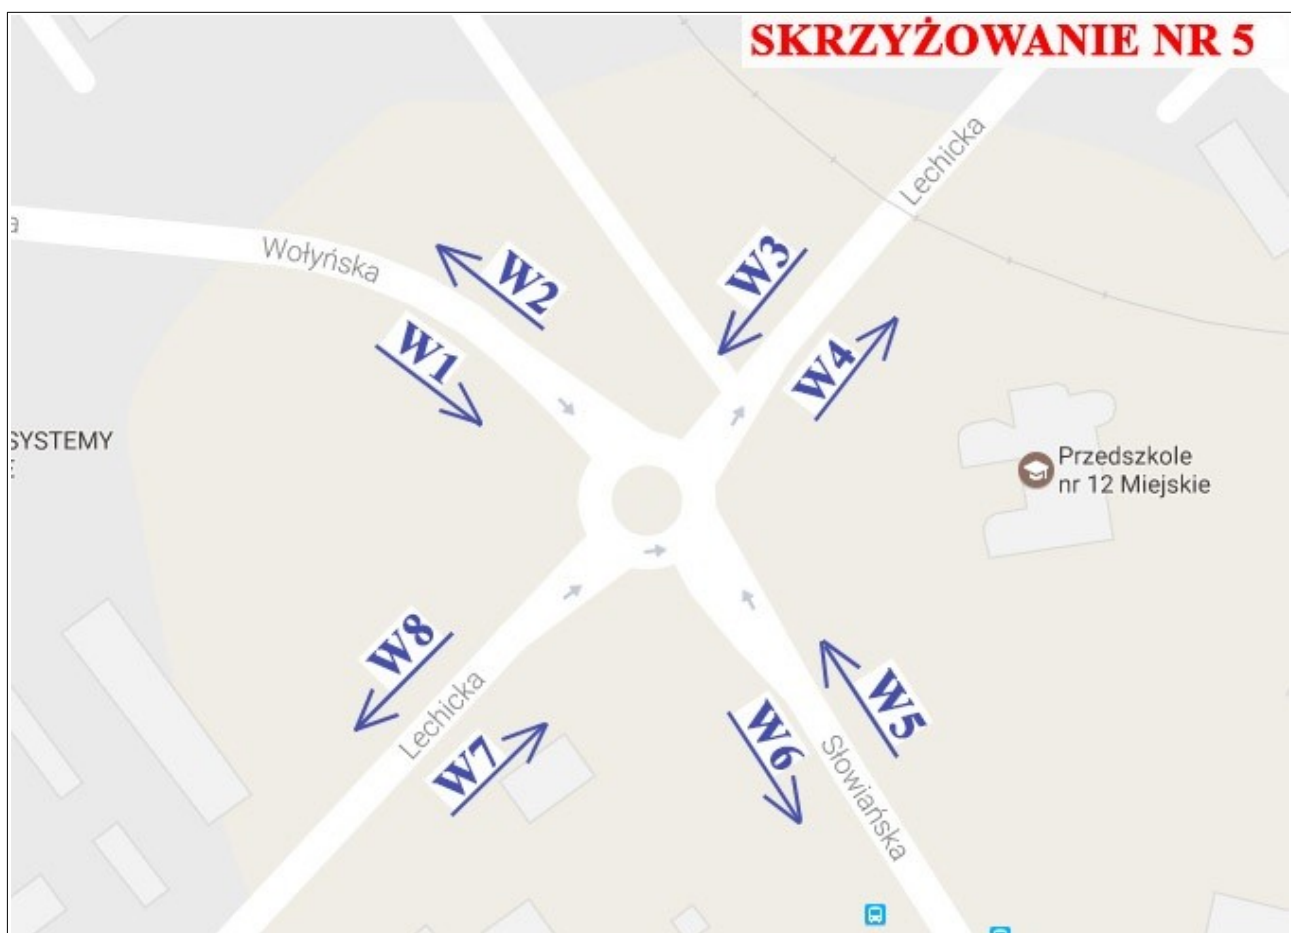 SKRZYŻOWANIE NR 5
Lechicka
a
Wołyńska
W3
W2
W1
W4
SYSTEMY
Przedszkole
nr 12 Miejskie
W8
Lechicka
W7
W5
W6
Słowiańska